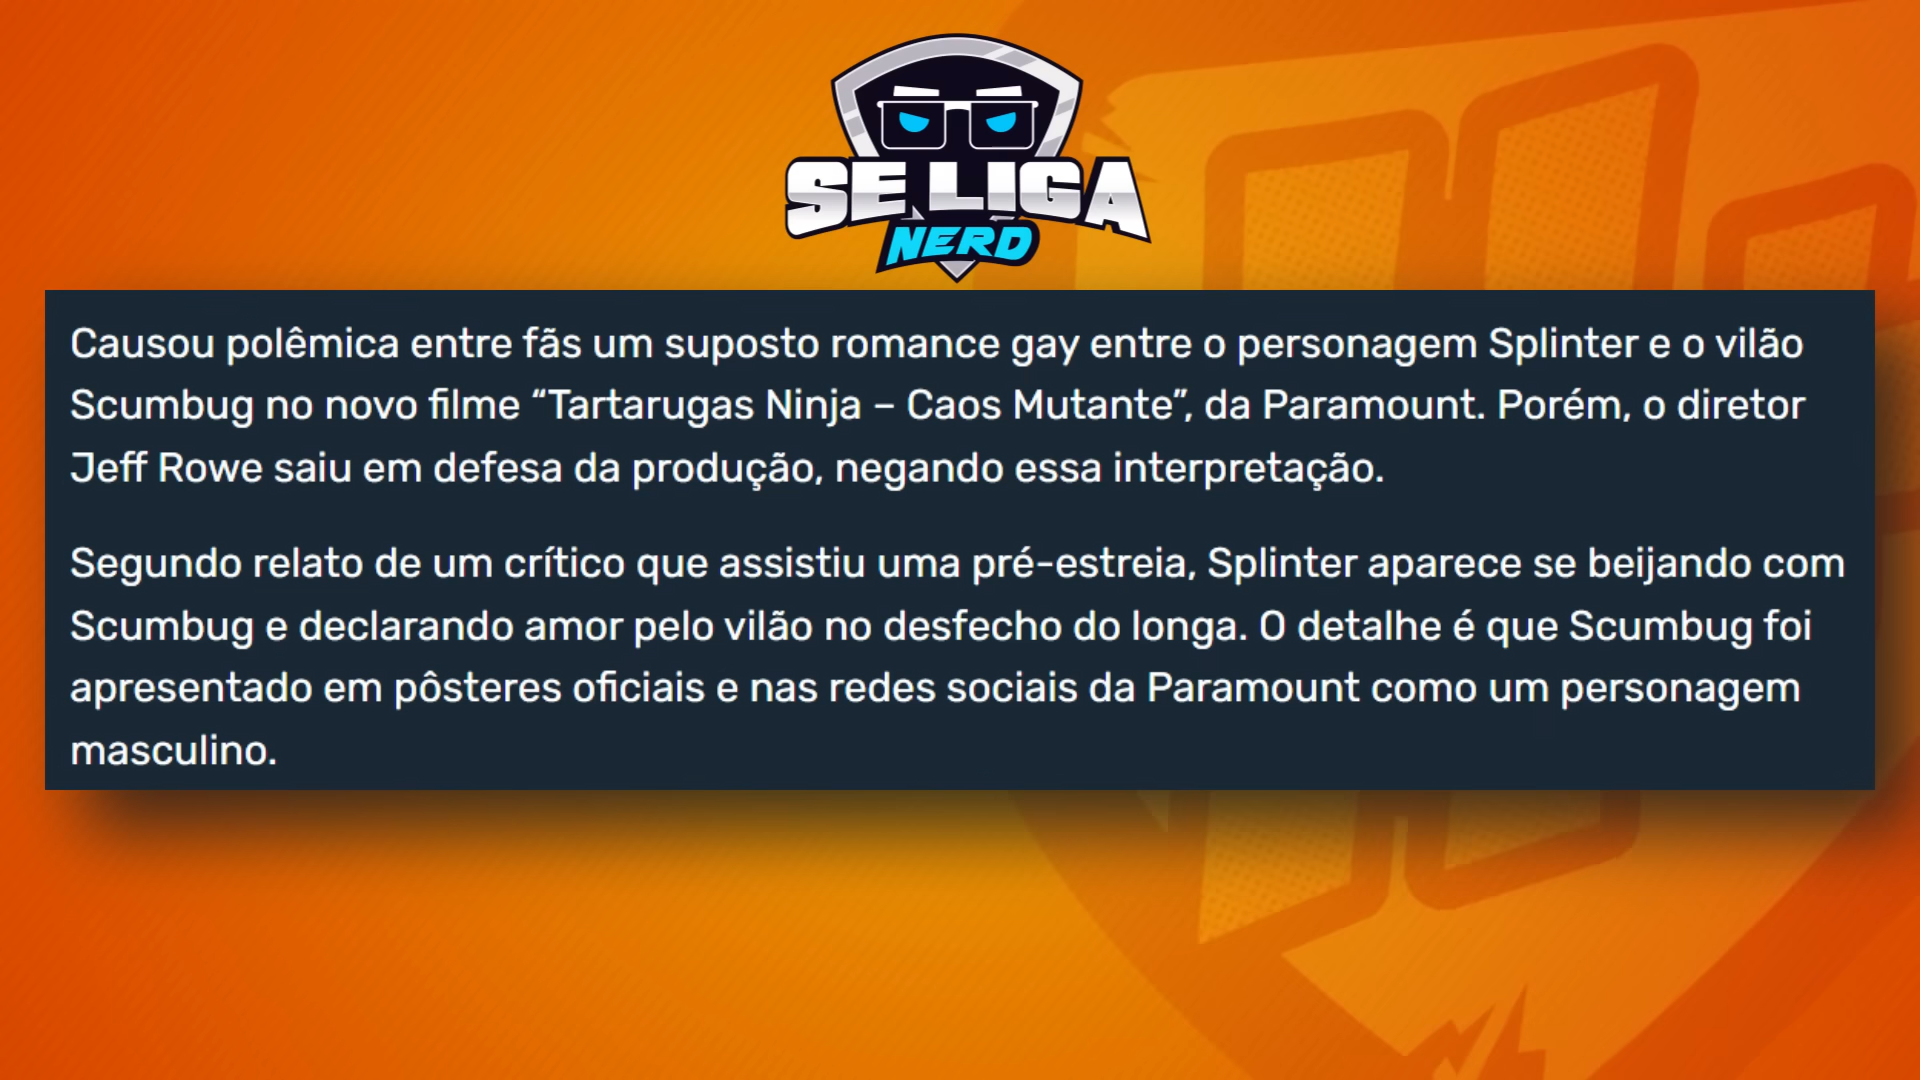 SE LIGA
NERD
Causou polêmica entre fãs um suposto romance gay entre o personagem Splinter e o vilão
Scumbug no novo filme “Tartarugas Ninja – Caos Mutante”, da Paramount. Porém, o diretor
Jeff Rowe saiu em defesa da produção, negando essa interpretação.
Segundo relato de um crítico que assistiu uma pré-estreia, Splinter aparece se beijando com
Scumbug e declarando amor pelo vilão no desfecho do longa. O detalhe é que Scumbug foi
apresentado em pôsteres oficiais e nas redes sociais da Paramount como um personagem
masculino.